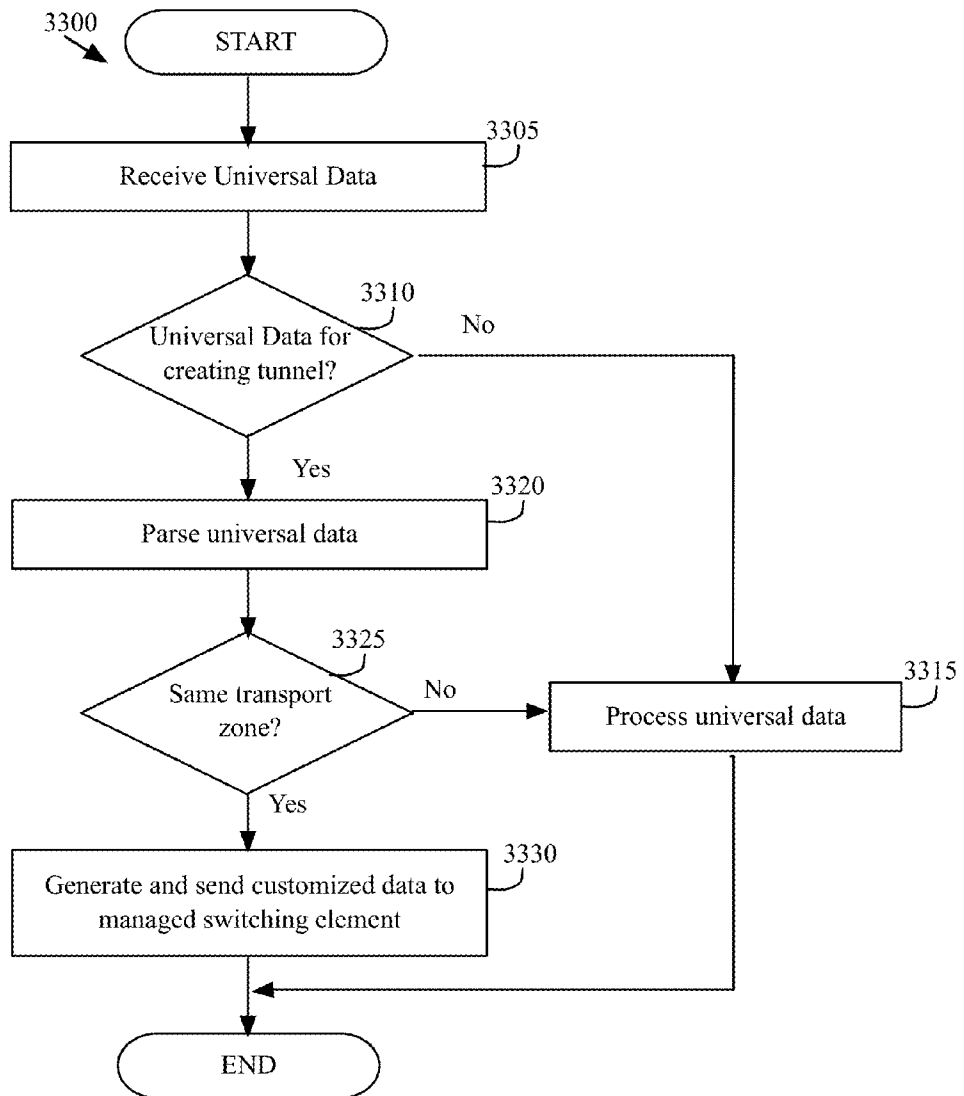 3300
START
3305
Receive Universal Data
3310
Universal Data for
creating tunnel?
No
Yes
3320
Parse universal data
3325
Same transport
zone?
No
3315
Process universal data
Yes
3330
Generate and send customized data to
managed switching element
END